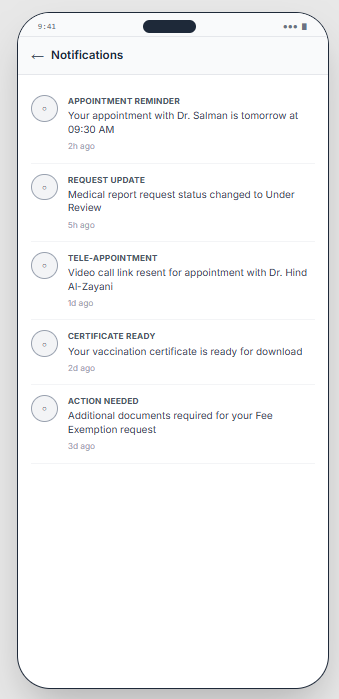 9:41
← Notifications
APPOINTMENT REMINDER
Your appointment with Dr. Salman is tomorrow at
09:30 AM
2h ago
REQUEST UPDATE
Medical report request status changed to Under
Review
5h ago
TELE-APPOINTMENT
Video call link resent for appointment with Dr. Hind
Al-Zayani
1d ago
CERTIFICATE READY
Your vaccination certificate is ready for download
2d ago
ACTION NEEDED
Additional documents required for your Fee
Exemption request
3d ago